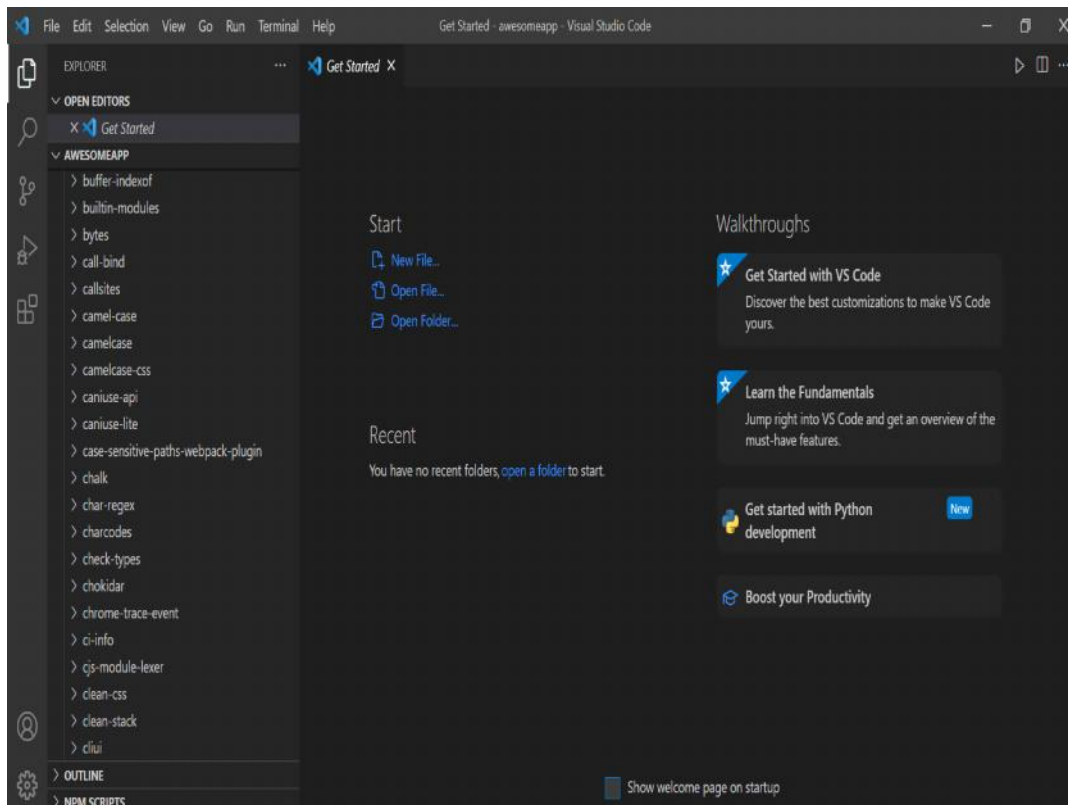 File Edit Selection View Go Run Terminal Help Get Started - awesomeapp - Visual Studio Code
EXPLORER
Get Started
OPEN EDITORS
Get Started
AWESOMEAPP
buffer-indexof
builtin-modules
bytes
call-bind
callsites
camel-case
camelcase
camelcase-css
caniuse-api
caniuse-lite
case-sensitive-paths-webpack-plugin
chalk
char-regex
charcodes
check-types
chokidar
chrome-trace-event
ci-info
cjs-module-lexer
clean-css
clean-stack
cliui
OUTLINE
NPM SCRIPTS
Start
New File...
Open File...
Open Folder...
Recent
You have no recent folders, open a folder to start.
Walkthroughs
Get Started with VS Code
Discover the best customizations to make VS Code
yours.
Learn the Fundamentals
Jump right into VS Code and get an overview of the
must-have features.
Get started with Python
development
New
Boost your Productivity
Show welcome page on startup